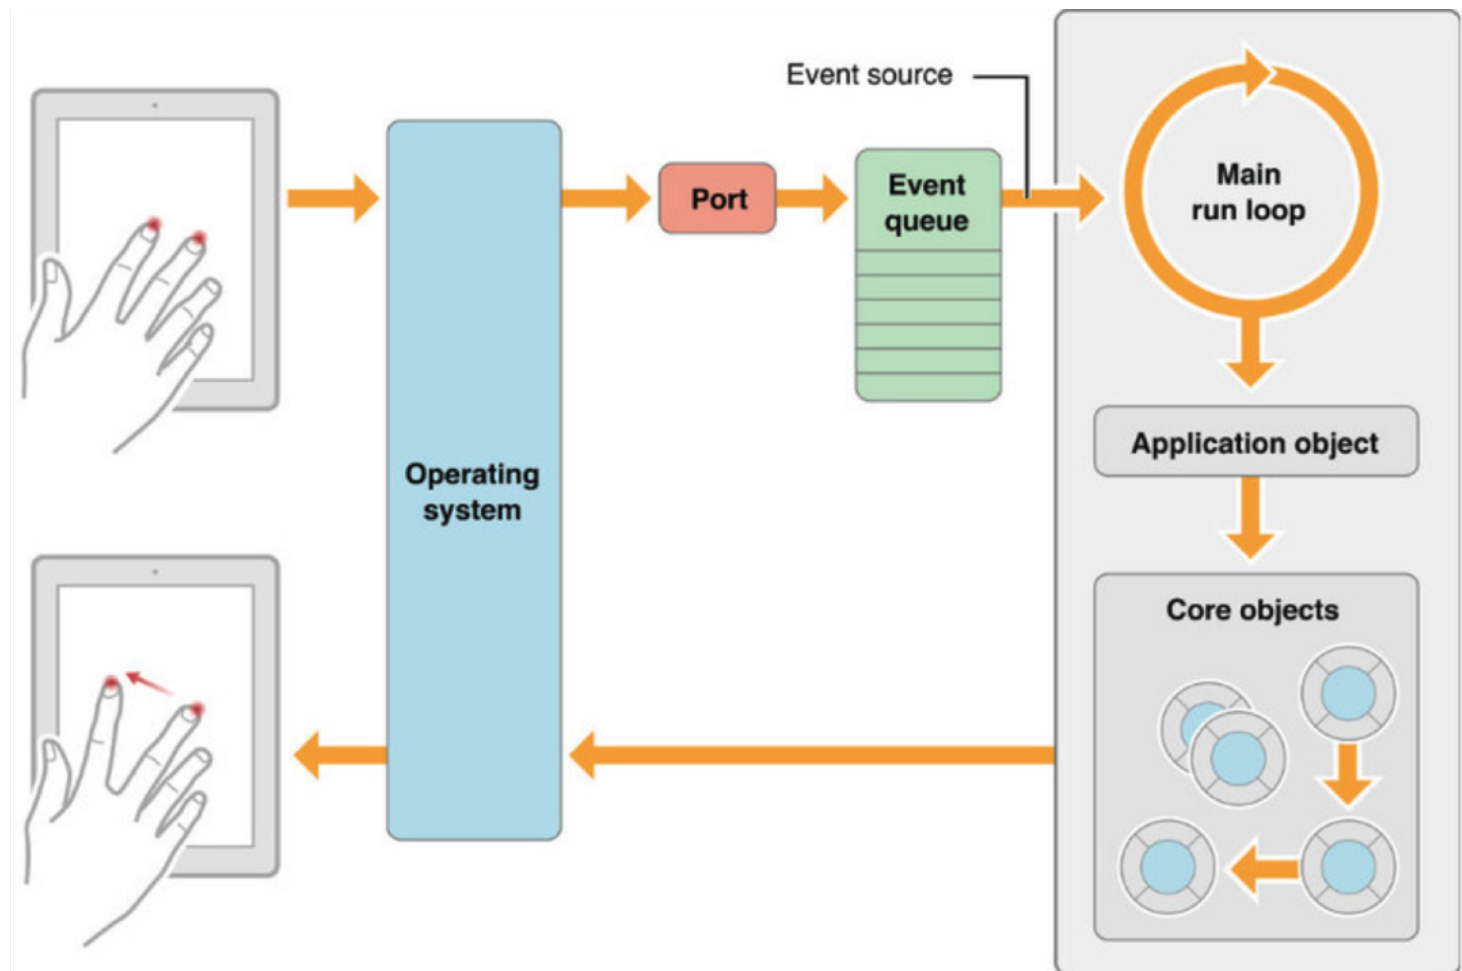 Event source
Operating
system
Port
Event
queue
Main
run loop
Application object
Core objects